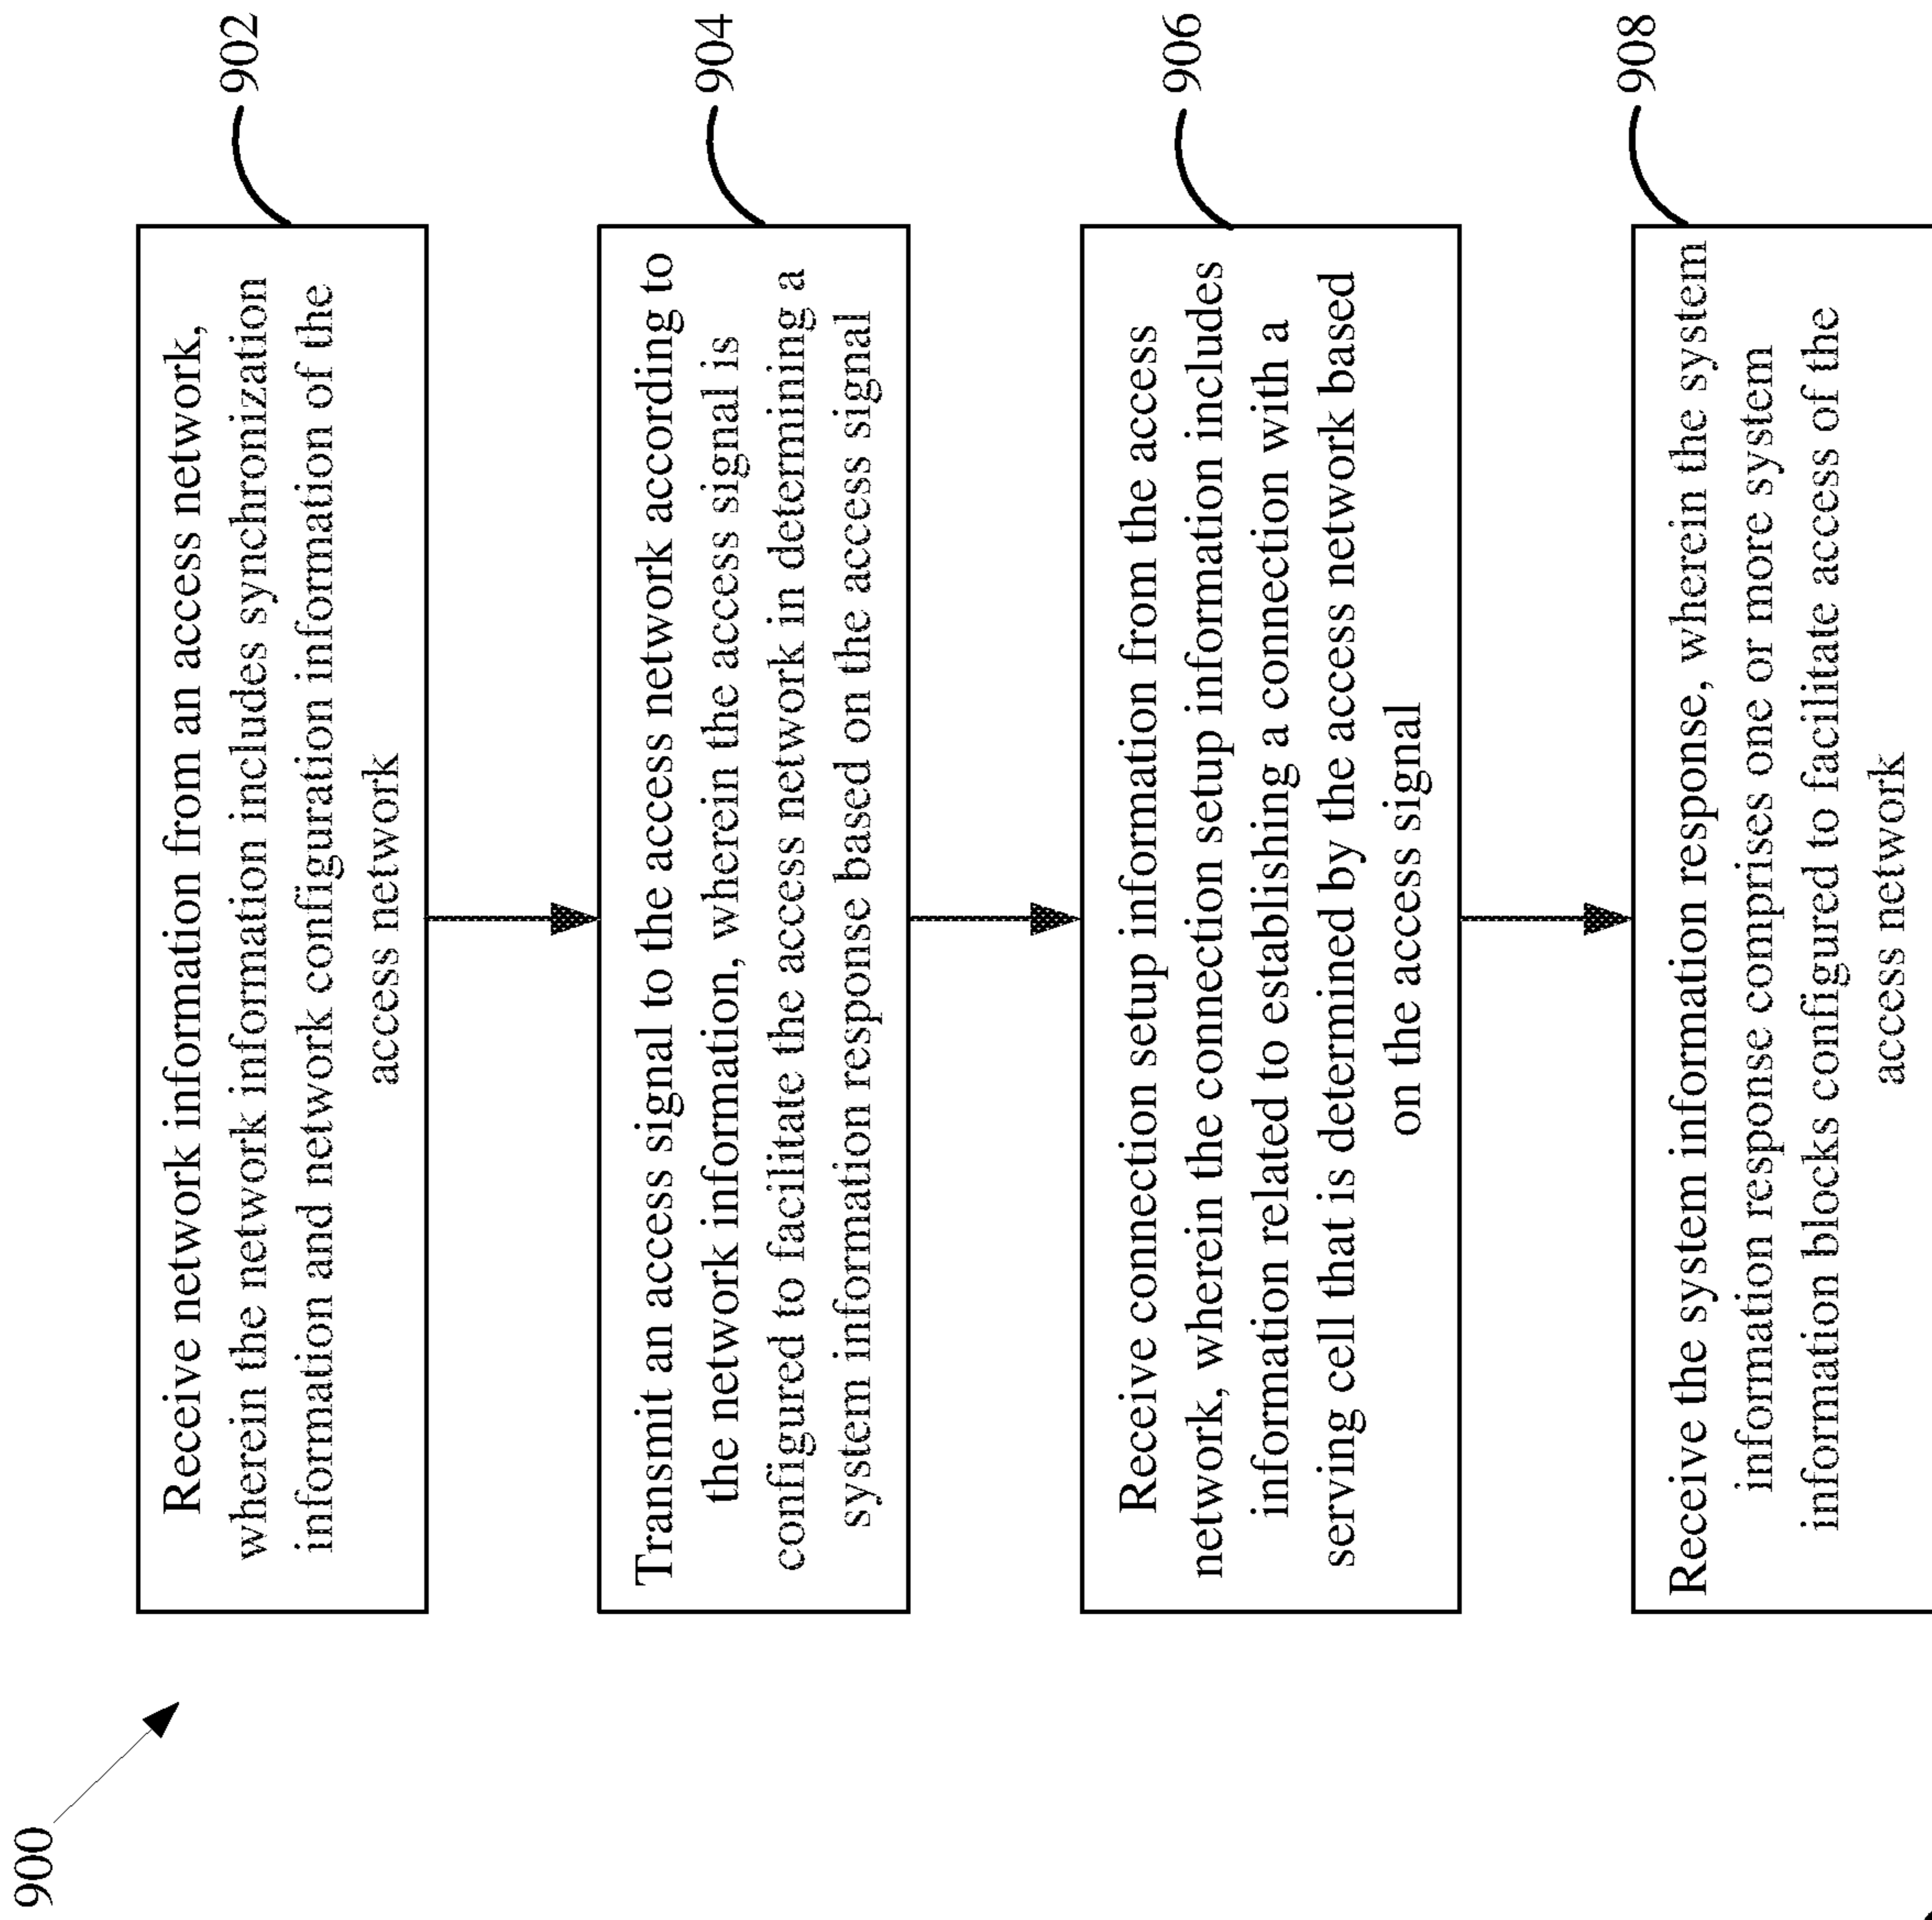 900
Receive network information from an access network,
wherein the network information includes synchronization
information and network configuration information of the
access network
902
Transmit an access signal to the access network according to
the network information, wherein the access signal is
configured to facilitate the access network in determining a
system information response based on the access signal
904
Receive connection setup information from the access
network, wherein the connection setup information includes
information related to establishing a connection with a
serving cell that is determined by the access network based
on the access signal
906
Receive the system information response, wherein the system
information response comprises one or more system
information blocks configured to facilitate access of the
access network
908